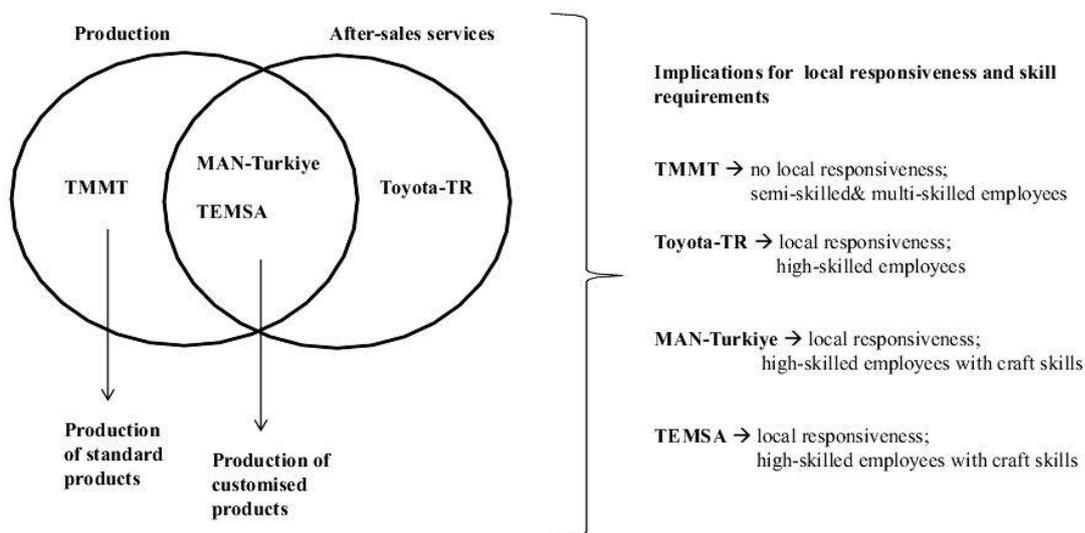 Production
After-sales services
TMMT
MAN-Turkiye
TEMSA
Toyota-TR
Production
of standard
products
Production of
customised
products
Implications for local responsiveness and skill
requirements
TMMT → no local responsiveness;
semi-skilled& multi-skilled employees
Toyota-TR → local responsiveness;
high-skilled employees
MAN-Turkiye → local responsiveness;
high-skilled employees with craft skills
TEMSA → local responsiveness;
high-skilled employees with craft skills